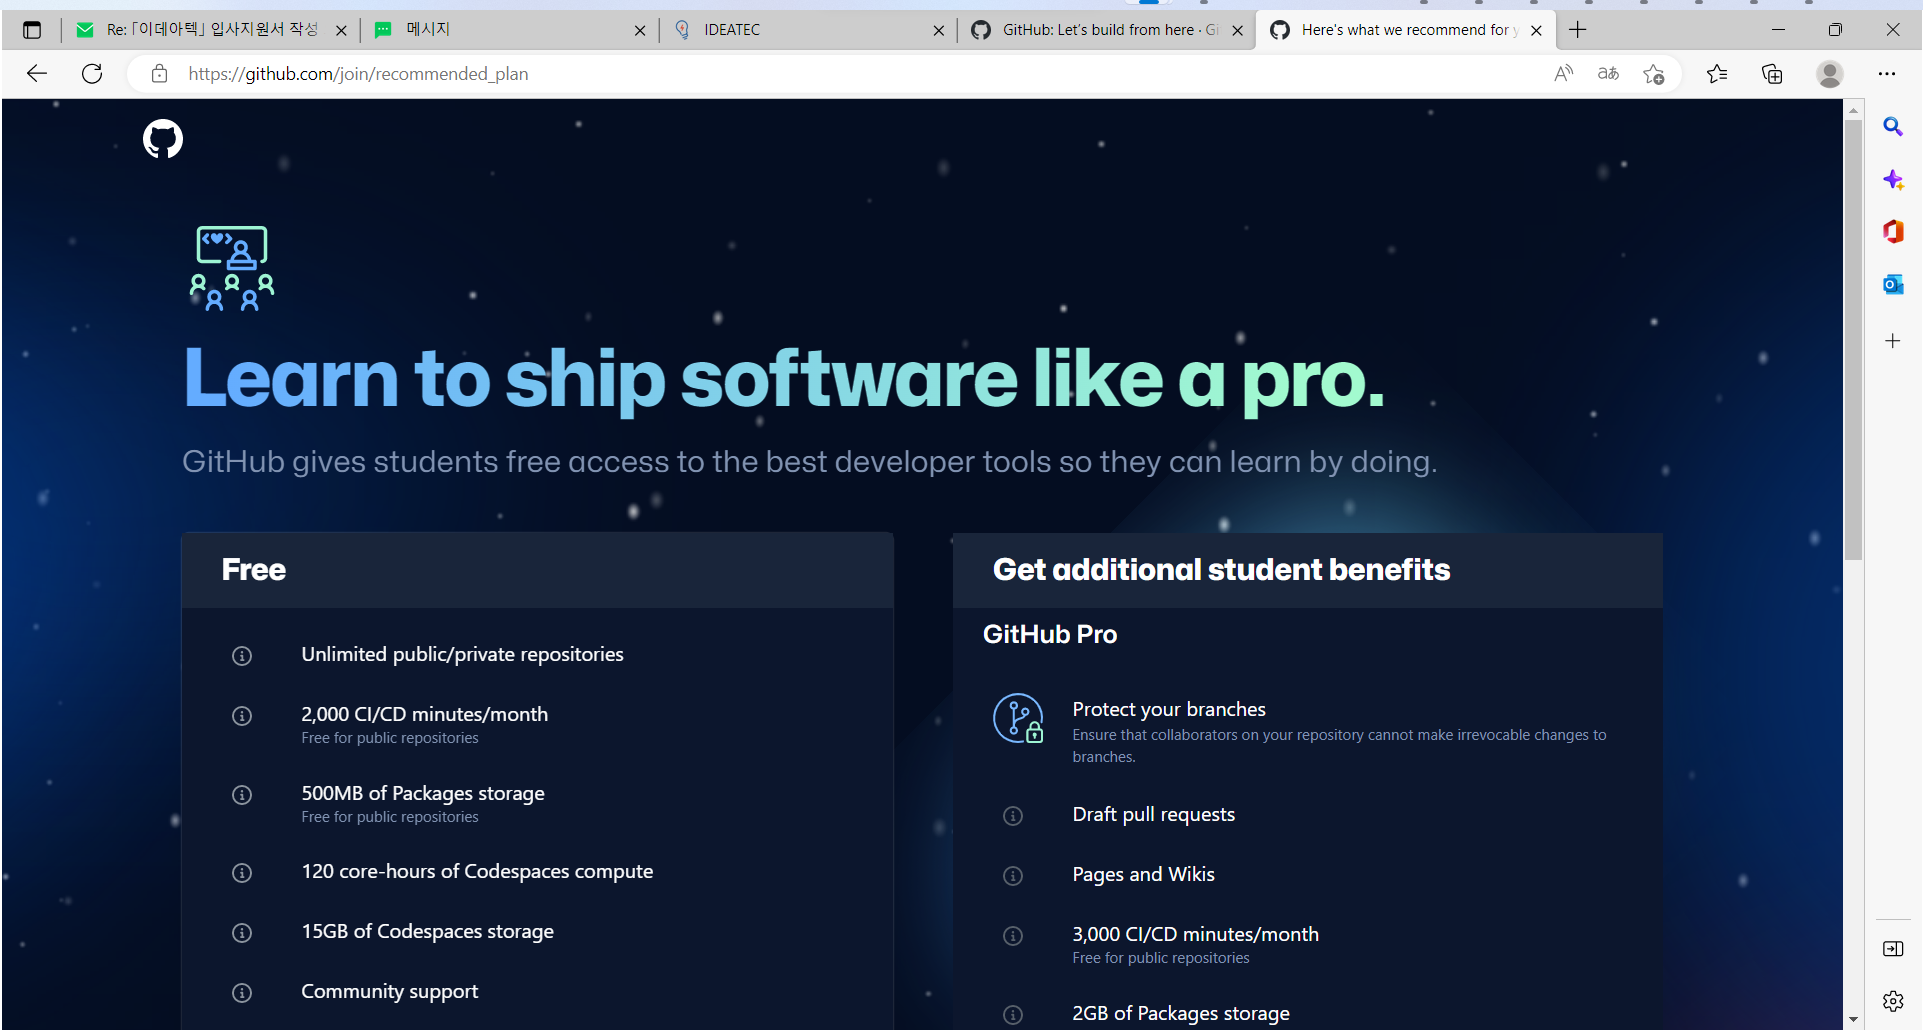 Re: 「이데아텍」 입사지원서 작성
메시지
IDEATEC
GitHub: Let's build from here · Gi
Here's what we recommend for y
https://github.com/join/recommended_plan
Learn to ship software like a pro.
GitHub gives students free access to the best developer tools so they can learn by doing.
Free
Unlimited public/private repositories
2,000 CI/CD minutes/month
Free for public repositories
500MB of Packages storage
Free for public repositories
120 core-hours of Codespaces compute
15GB of Codespaces storage
Community support
Get additional student benefits
GitHub Pro
Protect your branches
Ensure that collaborators on your repository cannot make irrevocable changes to
branches.
Draft pull requests
Pages and Wikis
3,000 CI/CD minutes/month
Free for public repositories
2GB of Packages storage